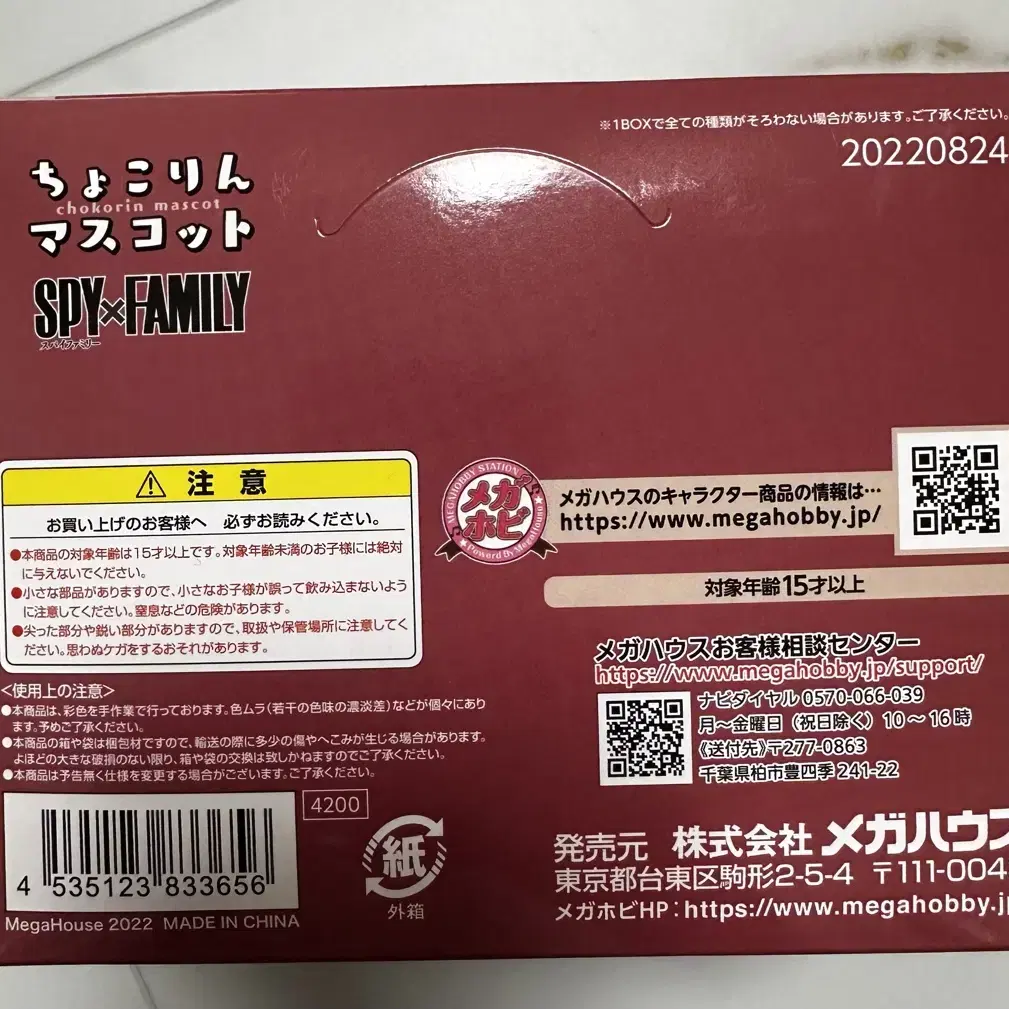 ※1BOXで全ての種類がそろわない場合があります。ご了承ください。
20220824
ちょこりん
chokorin mascot
マスコット
SPY×FAMILY
スパイファミリー
注意
お買い上げのお客様へ 必ずお読みください。
●本商品の対象年齢は15才以上です。対象年齢未満のお子様には絶対
に与えないでください。
●小さな部品がありますので、小さなお子様が誤って飲み込まないよう
に注意してください。窒息などの危険があります。
●尖った部分や鋭い部分がありますので、取扱や保管場所に注意してく
ださい。思わぬケガをするおそれがあります。
<使用上の注意>
●本商品は、彩色を手作業で行っております。色ムラ(若干の色味の濃淡差)などが個々にあり
ます。予めご了承ください。
●本商品の箱や袋は梱包材ですので、輸送の際に多少の傷やへこみが生じる場合があります。
よほどの大きな破損のない限り、箱や袋の交換は致しかねますのでご了承ください。
●本商品は予告無く仕様を変更する場合がございます。ご了承ください。
4200
4 535123 833656
MegaHouse 2022 MADE IN CHINA
紙
外箱
MEGAHOBBY STATION
メガ
ホビ
Powered By MegaHouse
メガハウスのキャラクター商品の情報は…
https://www.megahobby.jp/
対象年齢15才以上
メガハウスお客様相談センター
https://www.megahobby.jp/support/
ナビダイヤル 0570-066-039
月〜金曜日(祝日除く)10〜16時
《送付先》〒277-0863
千葉県柏市豊四季241-22
発売元 株式会社 メガハウス
東京都台東区駒形2-5-4 〒111-004
メガホビHP:https://www.megahobby.j